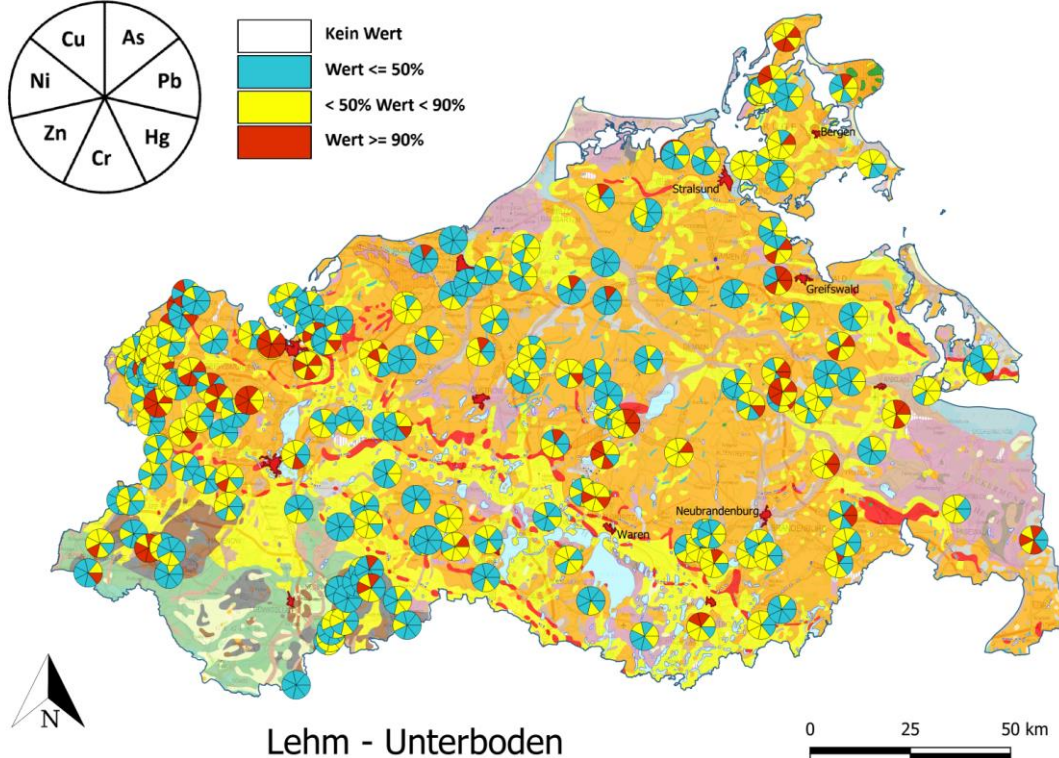 Cu
As
Ni
Pb
Zn
Hg
Cr
Kein Wert
Wert <= 50%
< 50% Wert < 90%
Wert >= 90%
Bergen
Stralsund
Greifswald
Neubrandenburg
Waren
N
Lehm - Unterboden
0 25 50 km